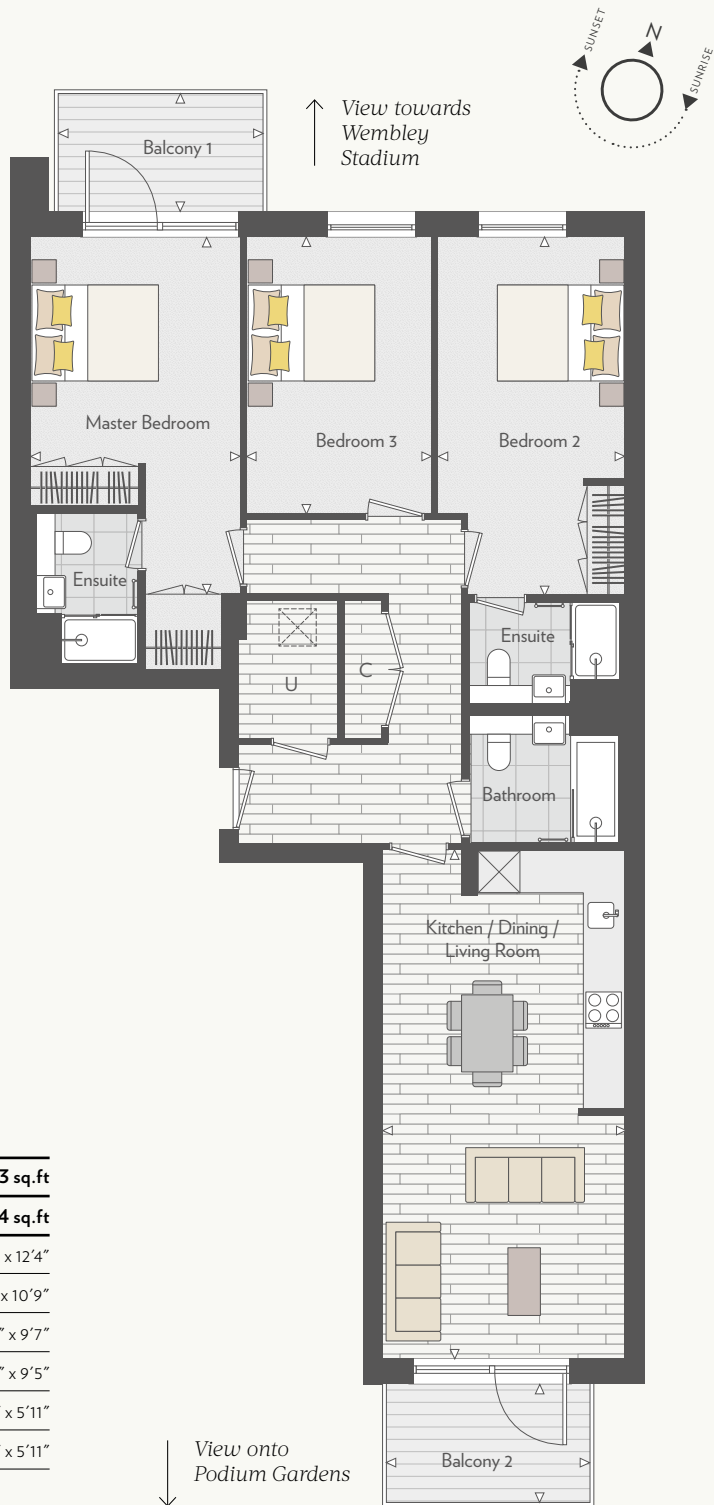 SUNSET
N
SUNRISE
View towards
Wembley
Stadium
Balcony 1
Master Bedroom
Bedroom 3
Bedroom 2
Ensuite
Ensuite
U
C
Bathroom
Kitchen / Dining /
Living Room
3 sq.ft
4 sq.ft
x 12'4"
x 10'9"
" x 9'7"
" x 9'5"
x 5'11"
x 5'11"
View onto
Podium Gardens
Balcony 2